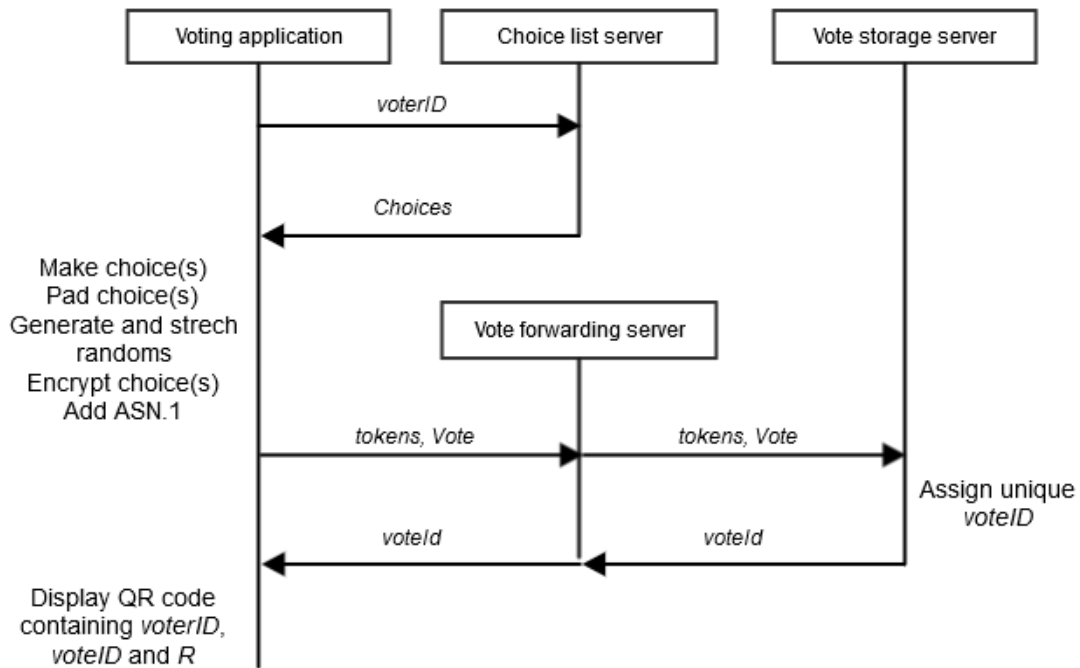 Voting application
Choice list server
Vote storage server
voterID
Choices
Make choice(s)
Pad choice(s)
Generate and strech
randoms
Encrypt choice(s)
Add ASN.1
Vote forwarding server
tokens, Vote
tokens, Vote
Assign unique
voteID
voteId
voteId
Display QR code
containing voterID,
voteID and R